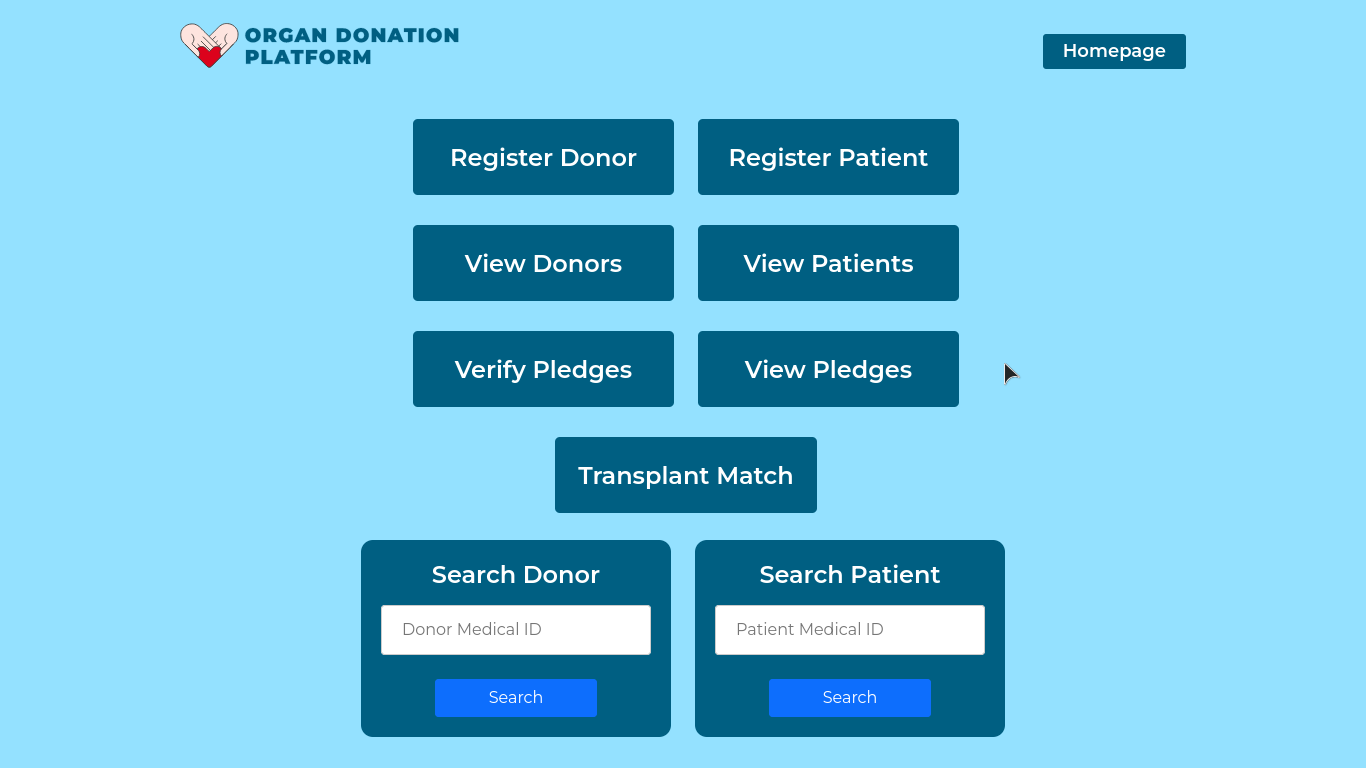 ORGAN DONATION
PLATFORM
Homepage
Register Donor
Register Patient
View Donors
View Patients
Verify Pledges
View Pledges
Transplant Match
Search Donor
Donor Medical ID
Search
Search Patient
Patient Medical ID
Search